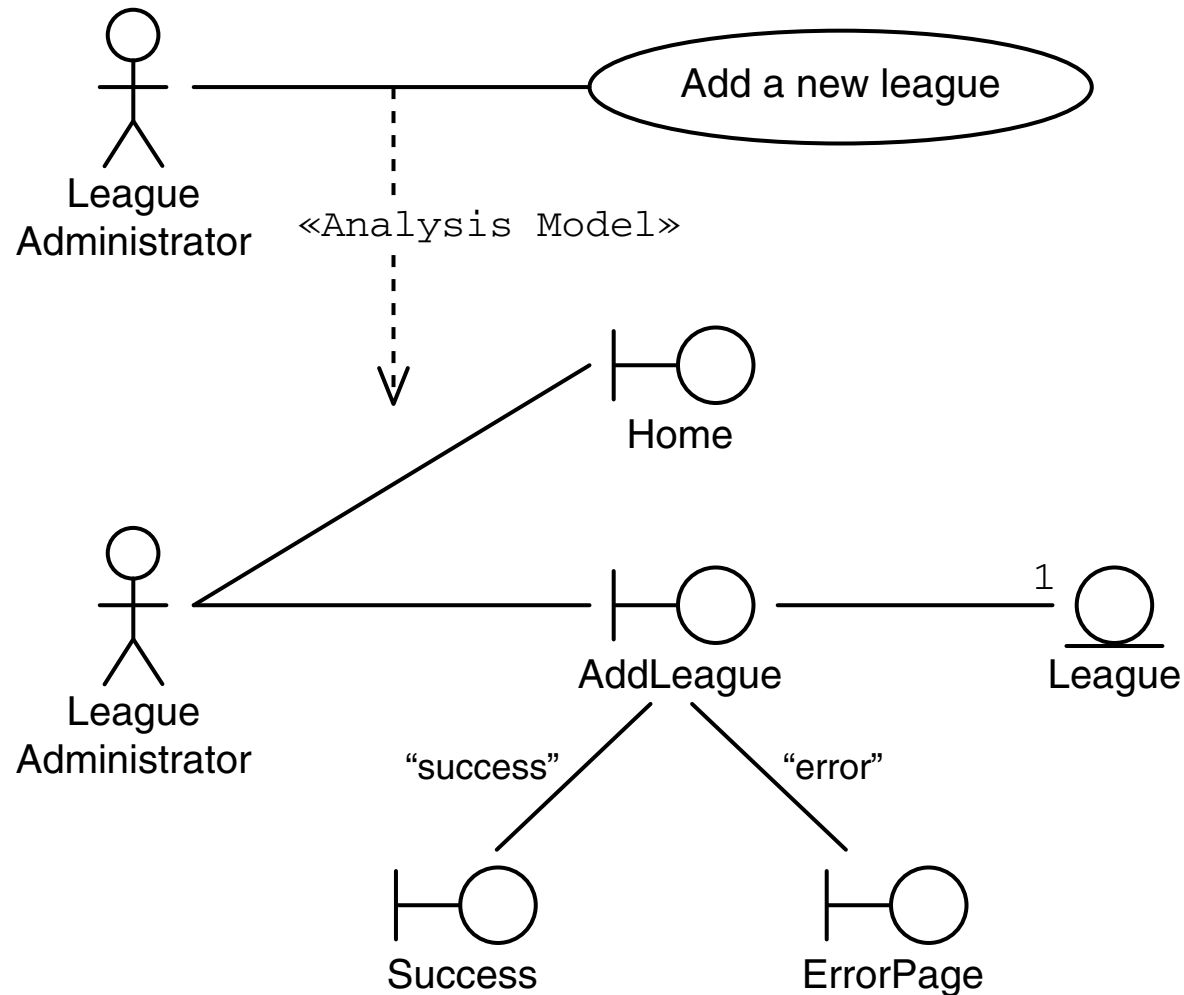 Add a new league
League
Administrator
«Analysis Model»
Home
1
AddLeague
League
League
Administrator
“success”
“error”
Success
ErrorPage